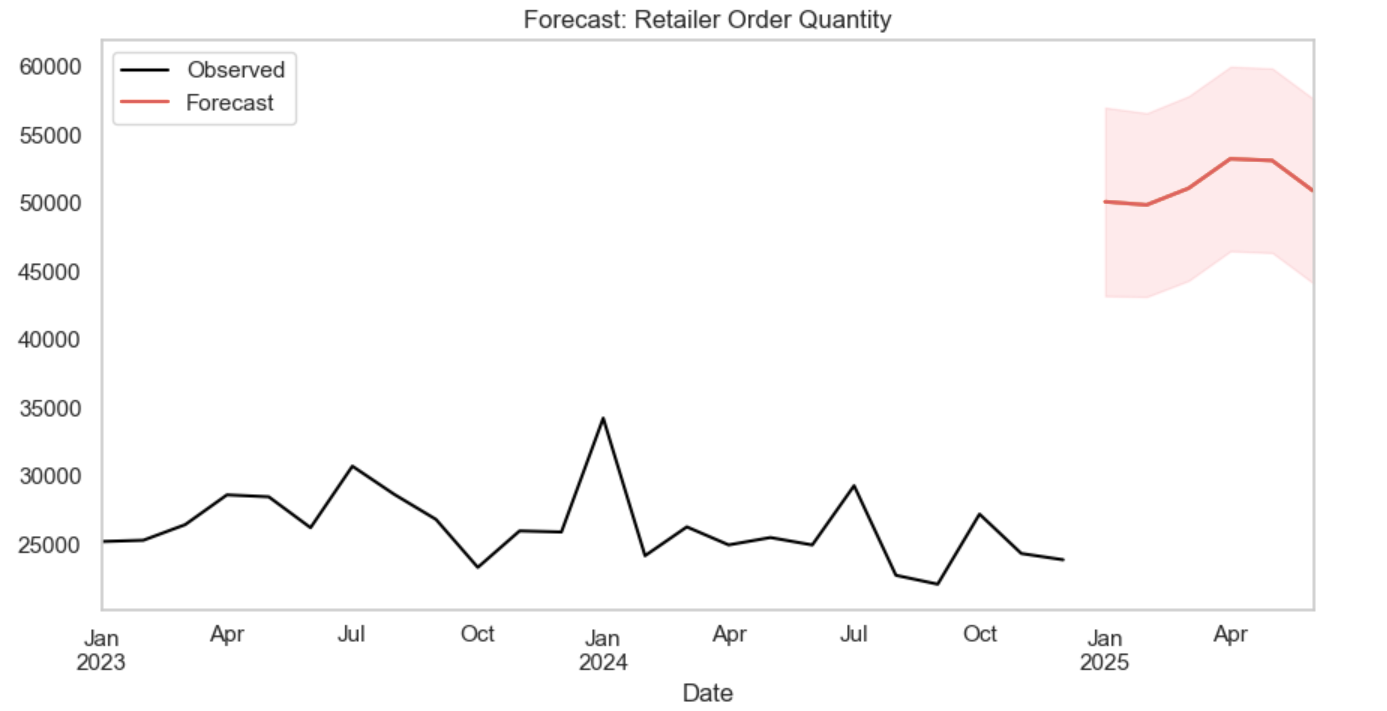 Forecast: Retailer Order Quantity
Observed
Forecast
60000
55000
50000
45000
40000
35000
30000
25000
Jan Apr Jul Oct Jan Apr Jul Oct Jan Apr
2023 2024 2025
Date